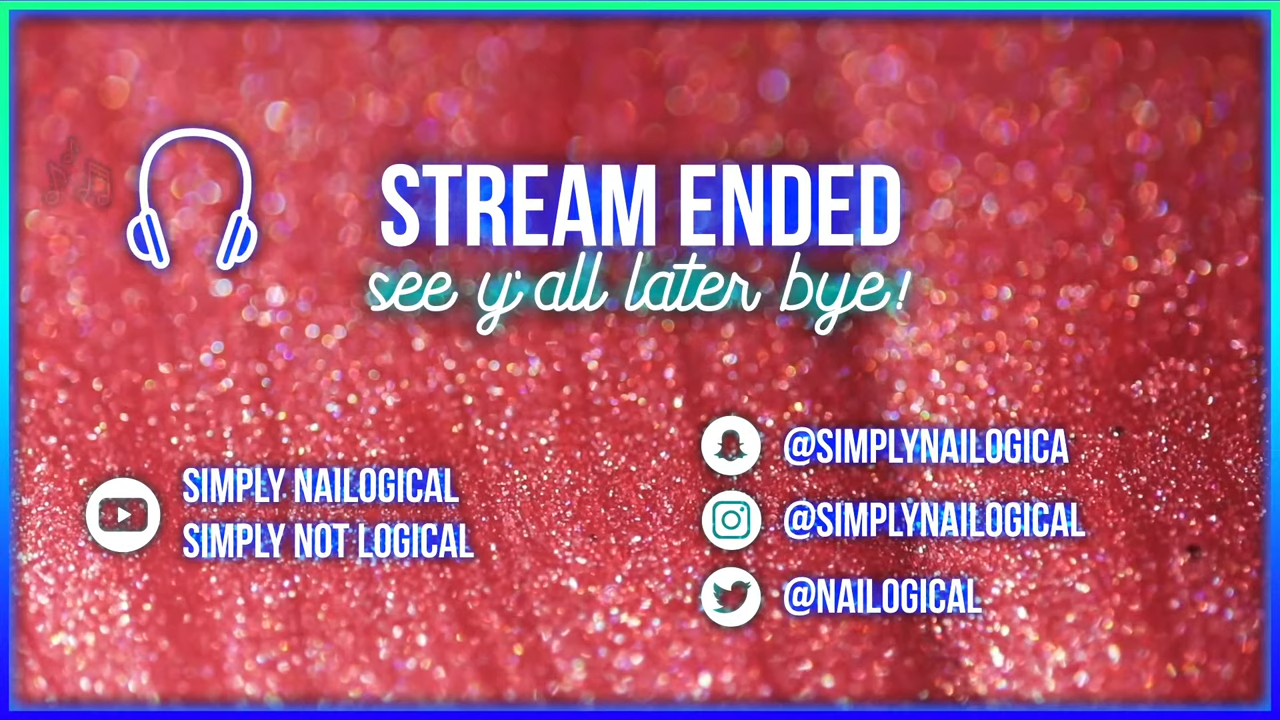 STREAM ENDED
see y'all later bye!
SIMPLY NAILOGICAL
SIMPLY NOT LOGICAL
@SIMPLYNAILOGICA
@SIMPLYNAILOGICAL
@NAILOGICAL